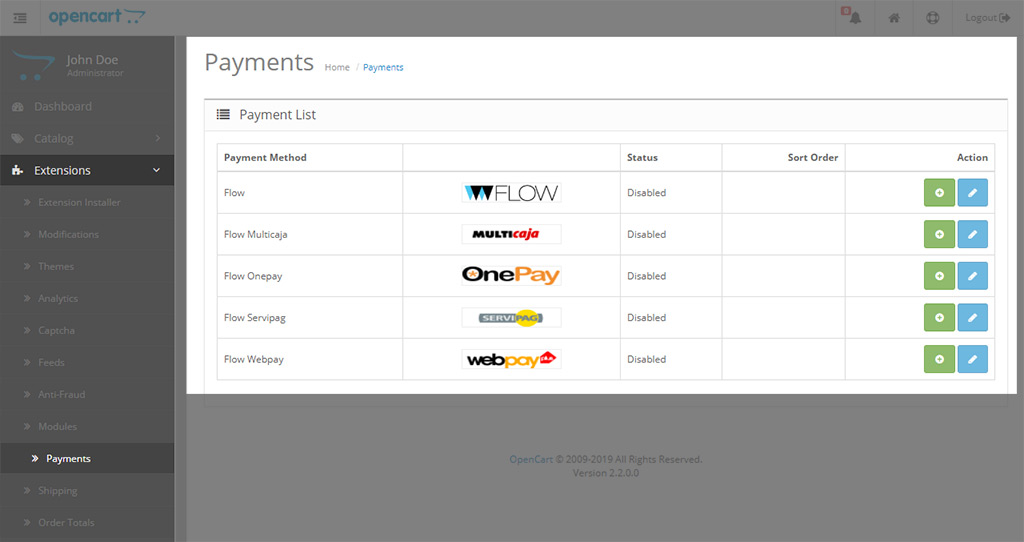 opencart
0
Logout
John Doe
Administrator
Dashboard
Catalog
Extensions
Extension Installer
Modifications
Themes
Analytics
Captcha
Feeds
Anti-Fraud
Modules
Payments
Shipping
Order Totals
Payments Home / Payments
Payment List
Payment Method Status Sort Order Action
Flow FLOW Disabled
Flow Multicaja MULTICaja Disabled
Flow Onepay OnePay Disabled
Flow Servipag SERVIPAG Disabled
Flow Webpay webpay plus Disabled
OpenCart © 2009-2019 All Rights Reserved.
Version 2.2.0.0